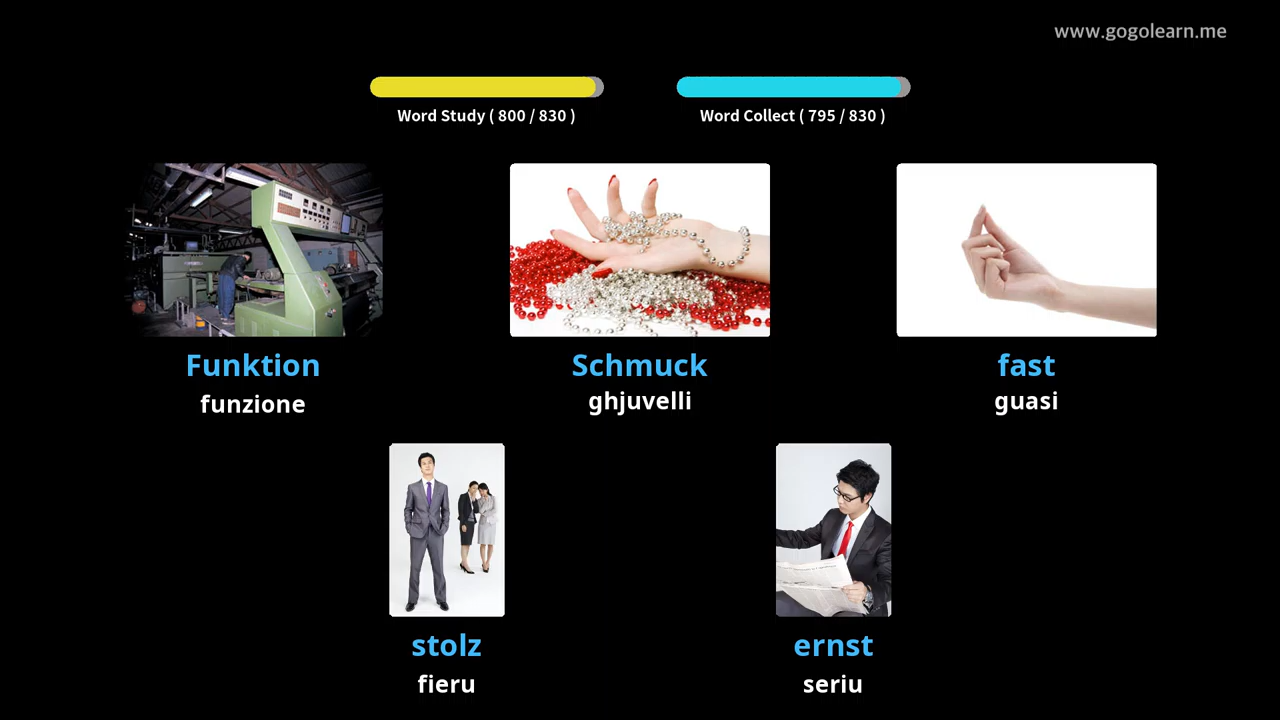 www.gogolearn.me
Word Study ( 800 / 830 )
Word Collect ( 795 / 830 )
Funktion
funzione
Schmuck
ghjuvelli
fast
guasi
stolz
fieru
ernst
seriu